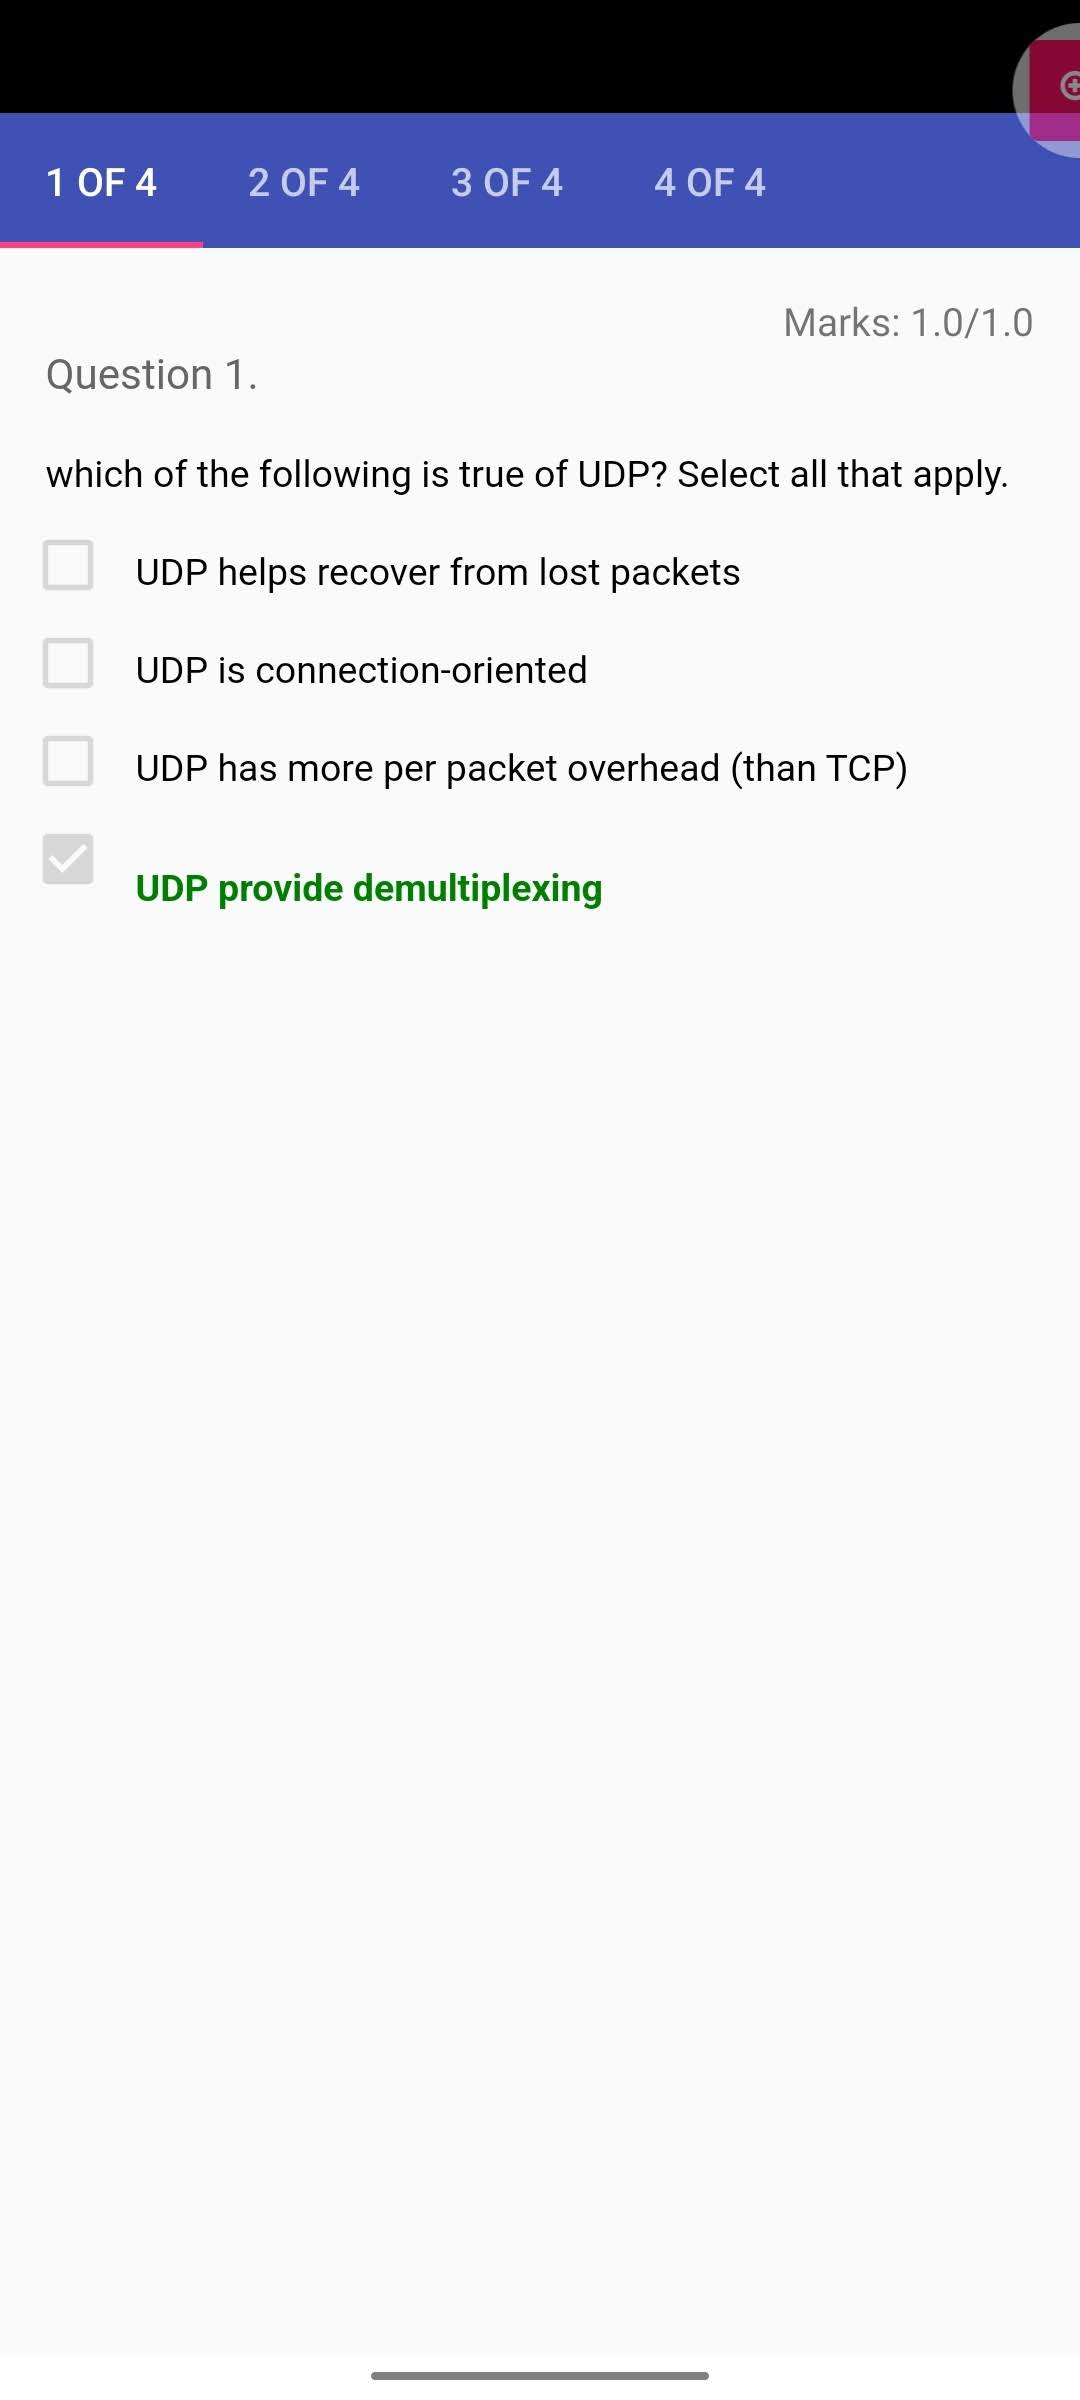 1 OF 4 2 OF 4 3 OF 4 4 OF 4
Marks: 1.0/1.0
Question 1.
which of the following is true of UDP? Select all that apply.
UDP helps recover from lost packets
UDP is connection-oriented
UDP has more per packet overhead (than TCP)
UDP provide demultiplexing